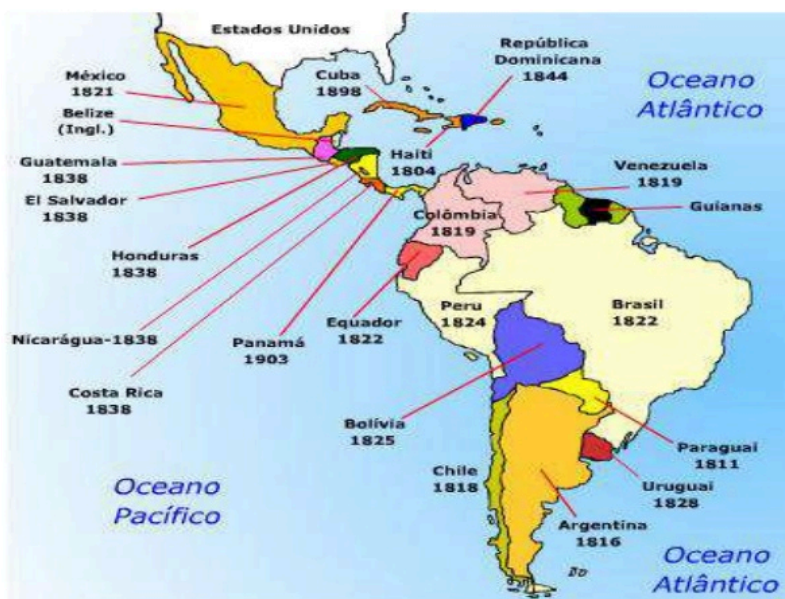 Estados Unidos
México
1821
Belize
(Ingl.)
Guatemala
1838
El Salvador
1838
Honduras
1838
Nicarágua-1838
Costa Rica
1838
Panamá
1903
Cuba
1898
República
Dominicana
1844
Haiti
1804
Oceano
Atlântico
Venezuela
1819
Guianas
Colômbia
1819
Equador
1822
Peru
1824
Brasil
1822
Bolívia
1825
Paraguai
1811
Chile
1818
Uruguai
1828
Argentina
1816
Oceano
Pacífico
Oceano
Atlântico